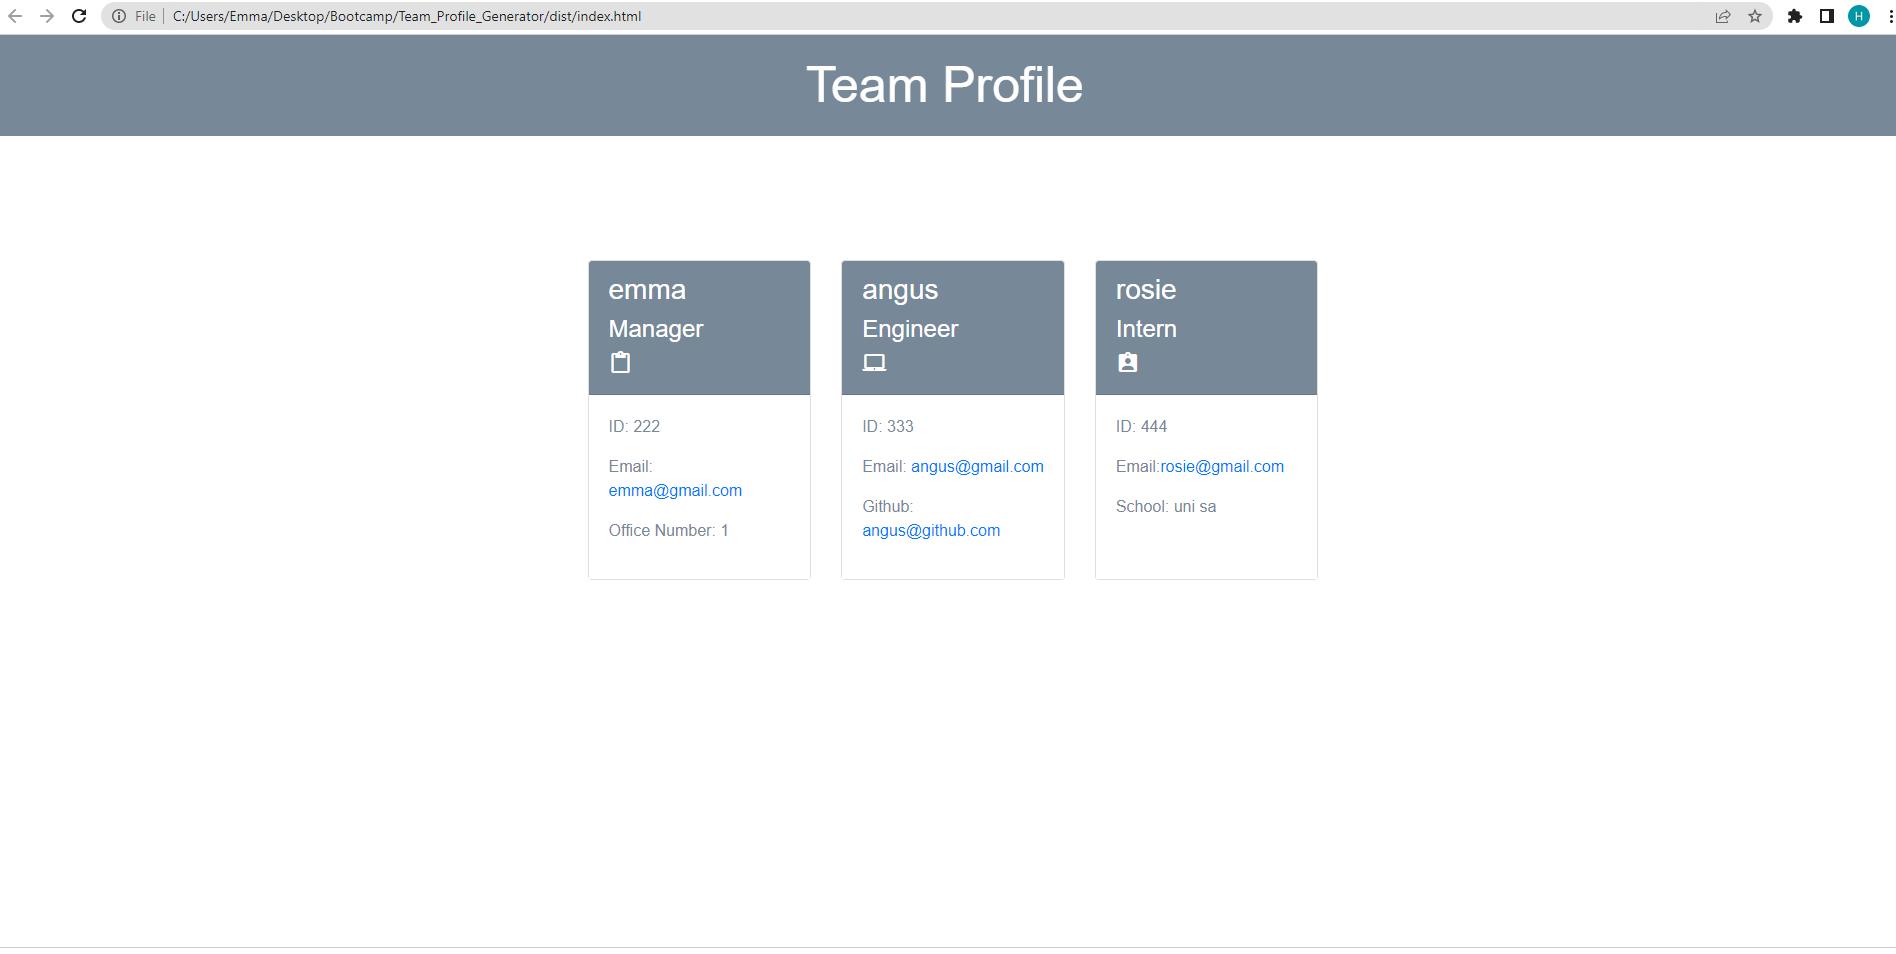 File C:/Users/Emma/Desktop/Bootcamp/Team_Profile_Generator/dist/index.html
H
Team Profile
emma
Manager
ID: 222
Email:
emma@gmail.com
Office Number: 1
angus
Engineer
ID: 333
Email: angus@gmail.com
Github:
angus@github.com
rosie
Intern
ID: 444
Email:rosie@gmail.com
School: uni sa